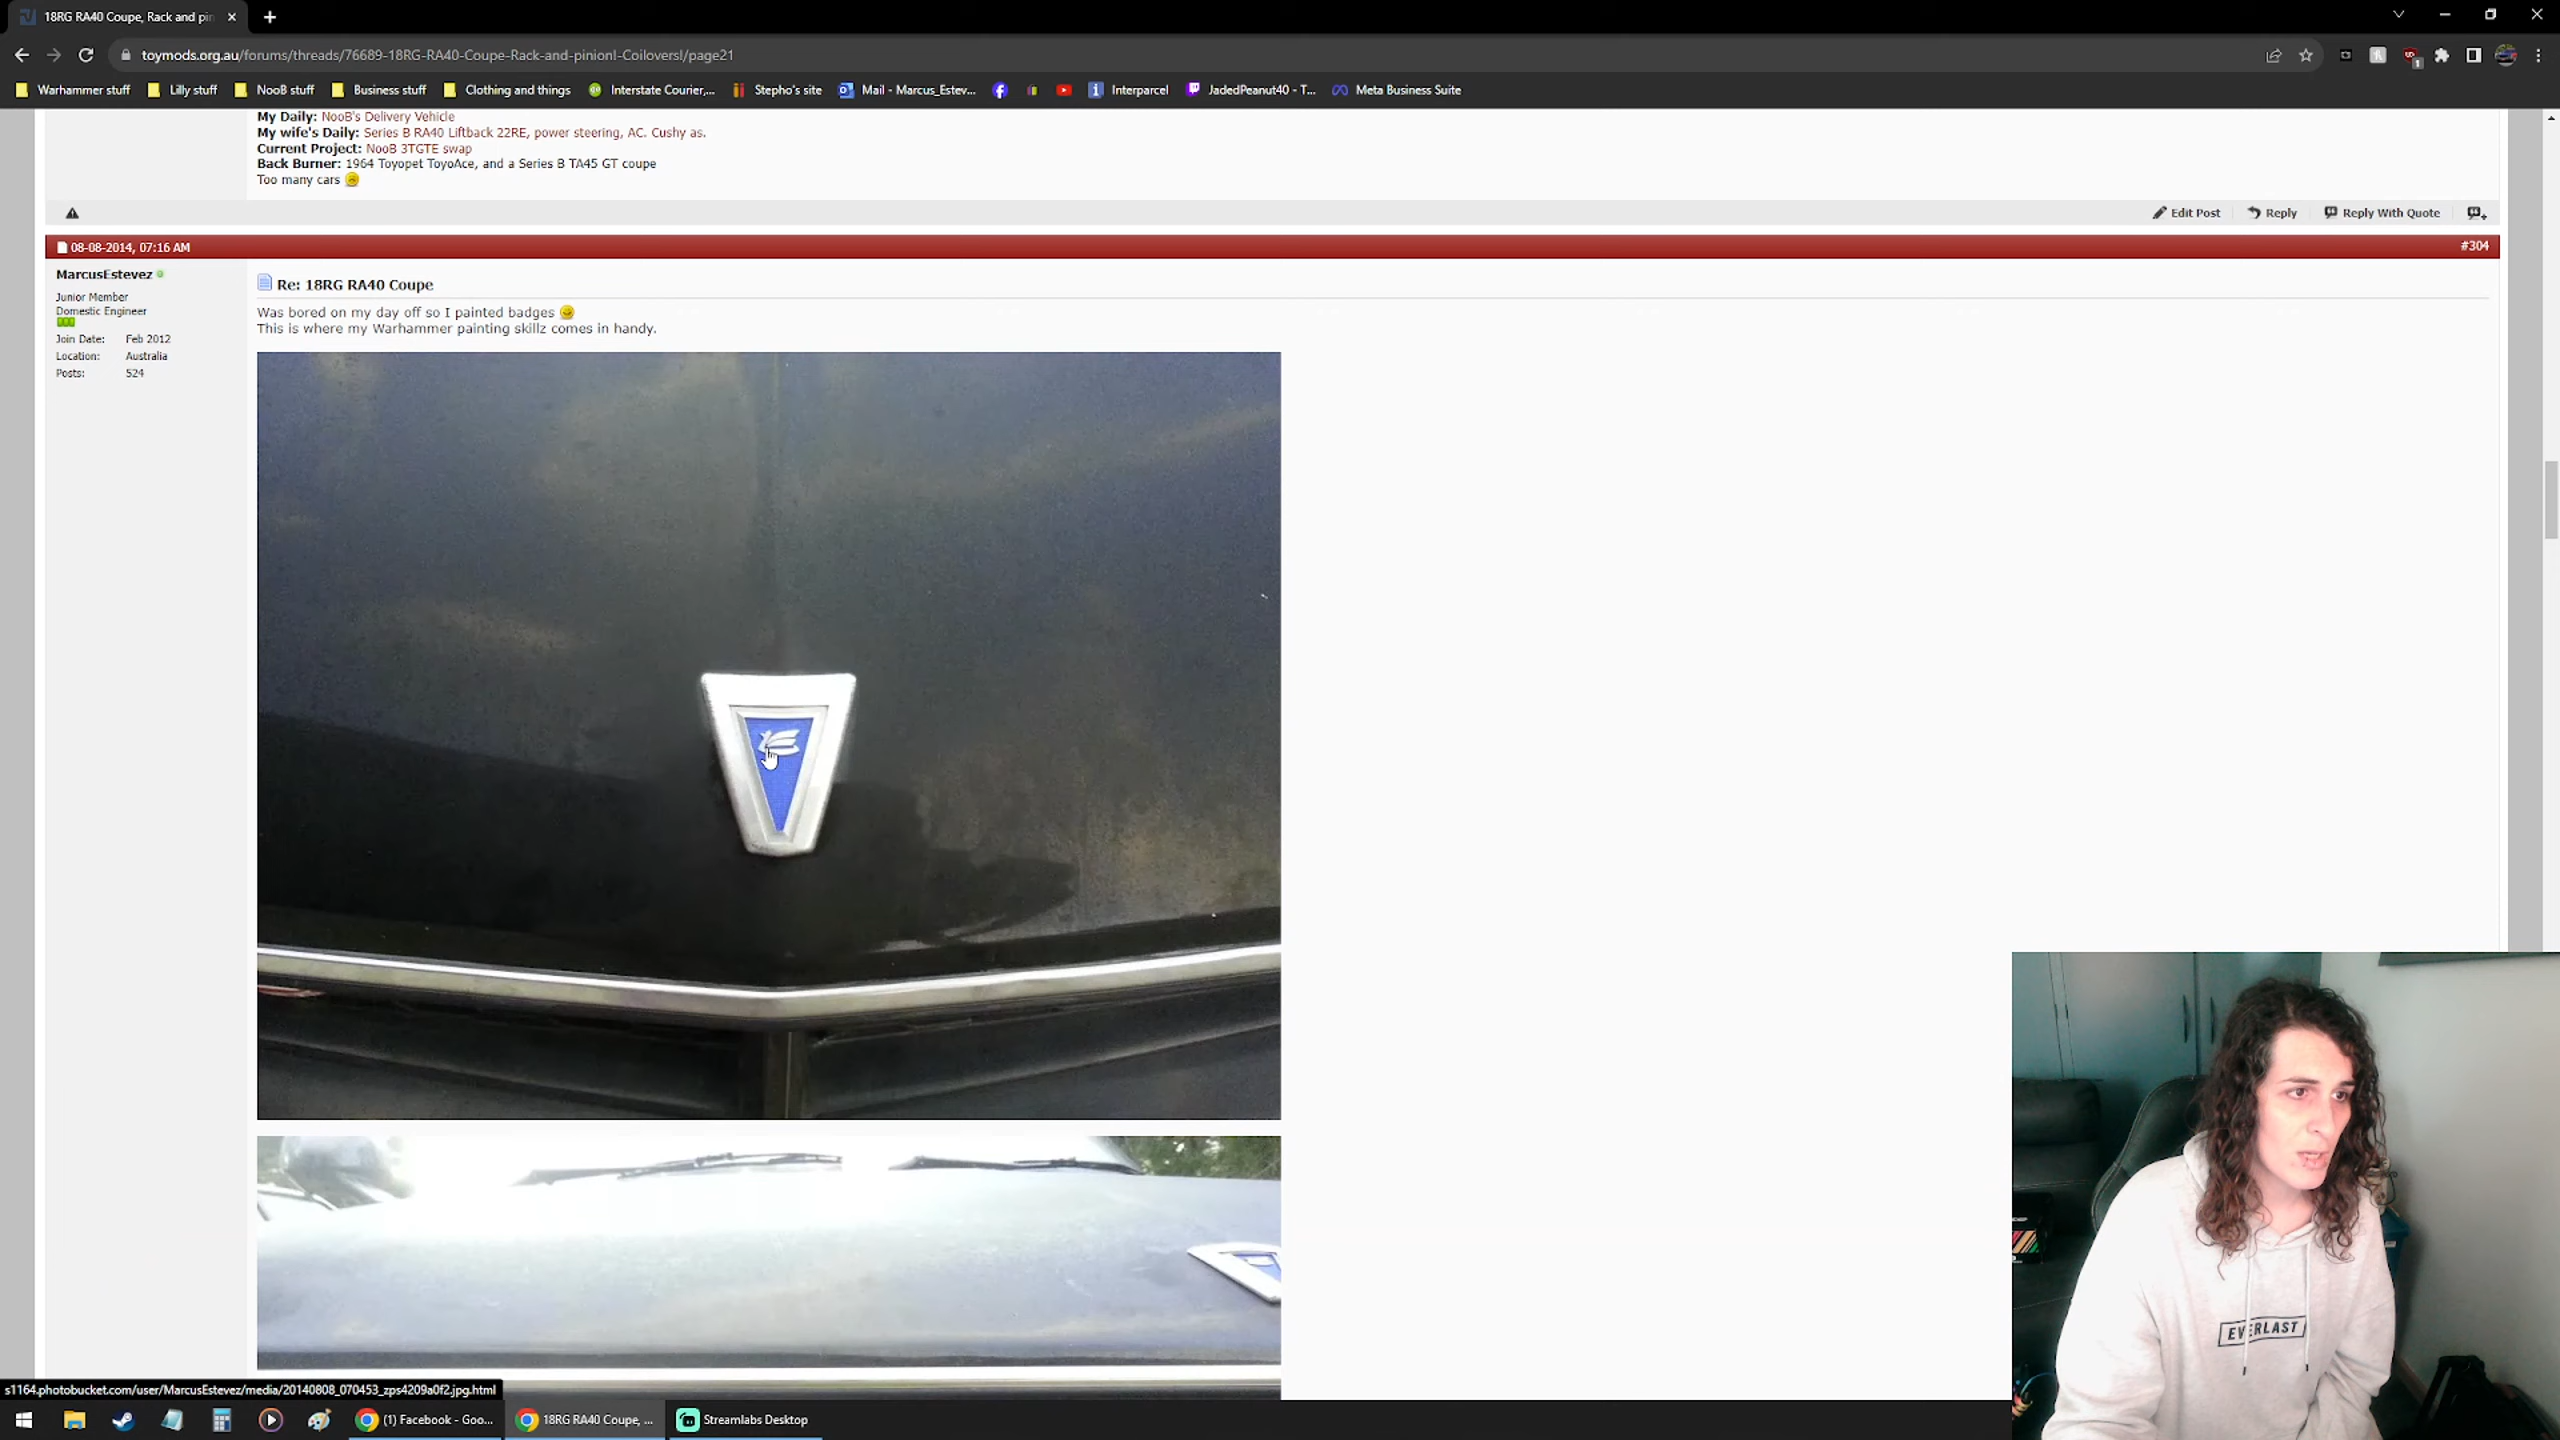 18RG RA40 Coupe, Rack and pin
toymods.org.au/forums/threads/76689-18RG-RA40-Coupe-Rack-and-pinionI-CoiloversI/page21
Warhammer stuff
Lilly stuff
NooB stuff
Business stuff
Clothing and things
Interstate Courier,...
Stepho's site
Mail - Marcus_Estev...
Interparcel
JadedPeanut40 - T...
Meta Business Suite
My Daily: NooB's Delivery Vehicle
My wife's Daily: Series B RA40 Liftback 22RE, power steering, AC. Cushy as.
Current Project: NooB 3TGTE swap
Back Burner: 1964 Toyopet ToyoAce, and a Series B TA45 GT coupe
Too many cars
Edit Post
Reply
Reply With Quote
08-08-2014, 07:16 AM
#304
MarcusEstevez
Junior Member
Domestic Engineer
Join Date: Feb 2012
Location: Australia
Posts: 524
Re: 18RG RA40 Coupe
Was bored on my day off so I painted badges
This is where my Warhammer painting skillz comes in handy.
EVERLAST
s1164.photobucket.com/user/MarcusEstevez/media/20140808_070453_zps4209a0f2.jpg.html
(1) Facebook - Goo...
18RG RA40 Coupe, ...
Streamlabs Desktop